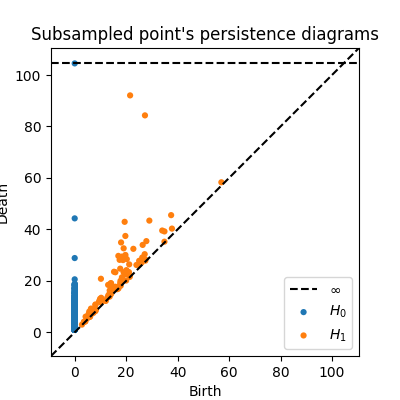 Subsampled point's persistence diagrams
Death
100
80
60
40
20
0
∞
H₀
H₁
0 20 40 60 80 100
Birth